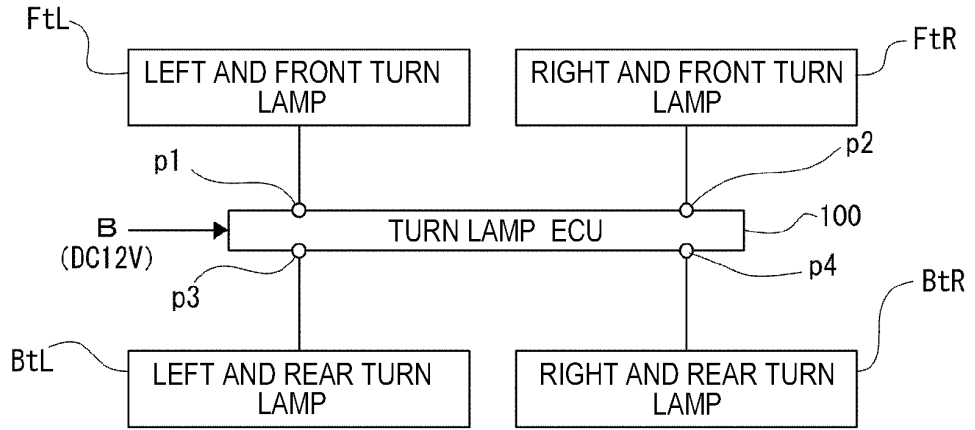 FtL
FtR
LEFT AND FRONT TURN
LAMP
RIGHT AND FRONT TURN
LAMP
p1
p2
B
(DC12V)
TURN LAMP ECU
100
p3
p4
BtL
BtR
LEFT AND REAR TURN
LAMP
RIGHT AND REAR TURN
LAMP